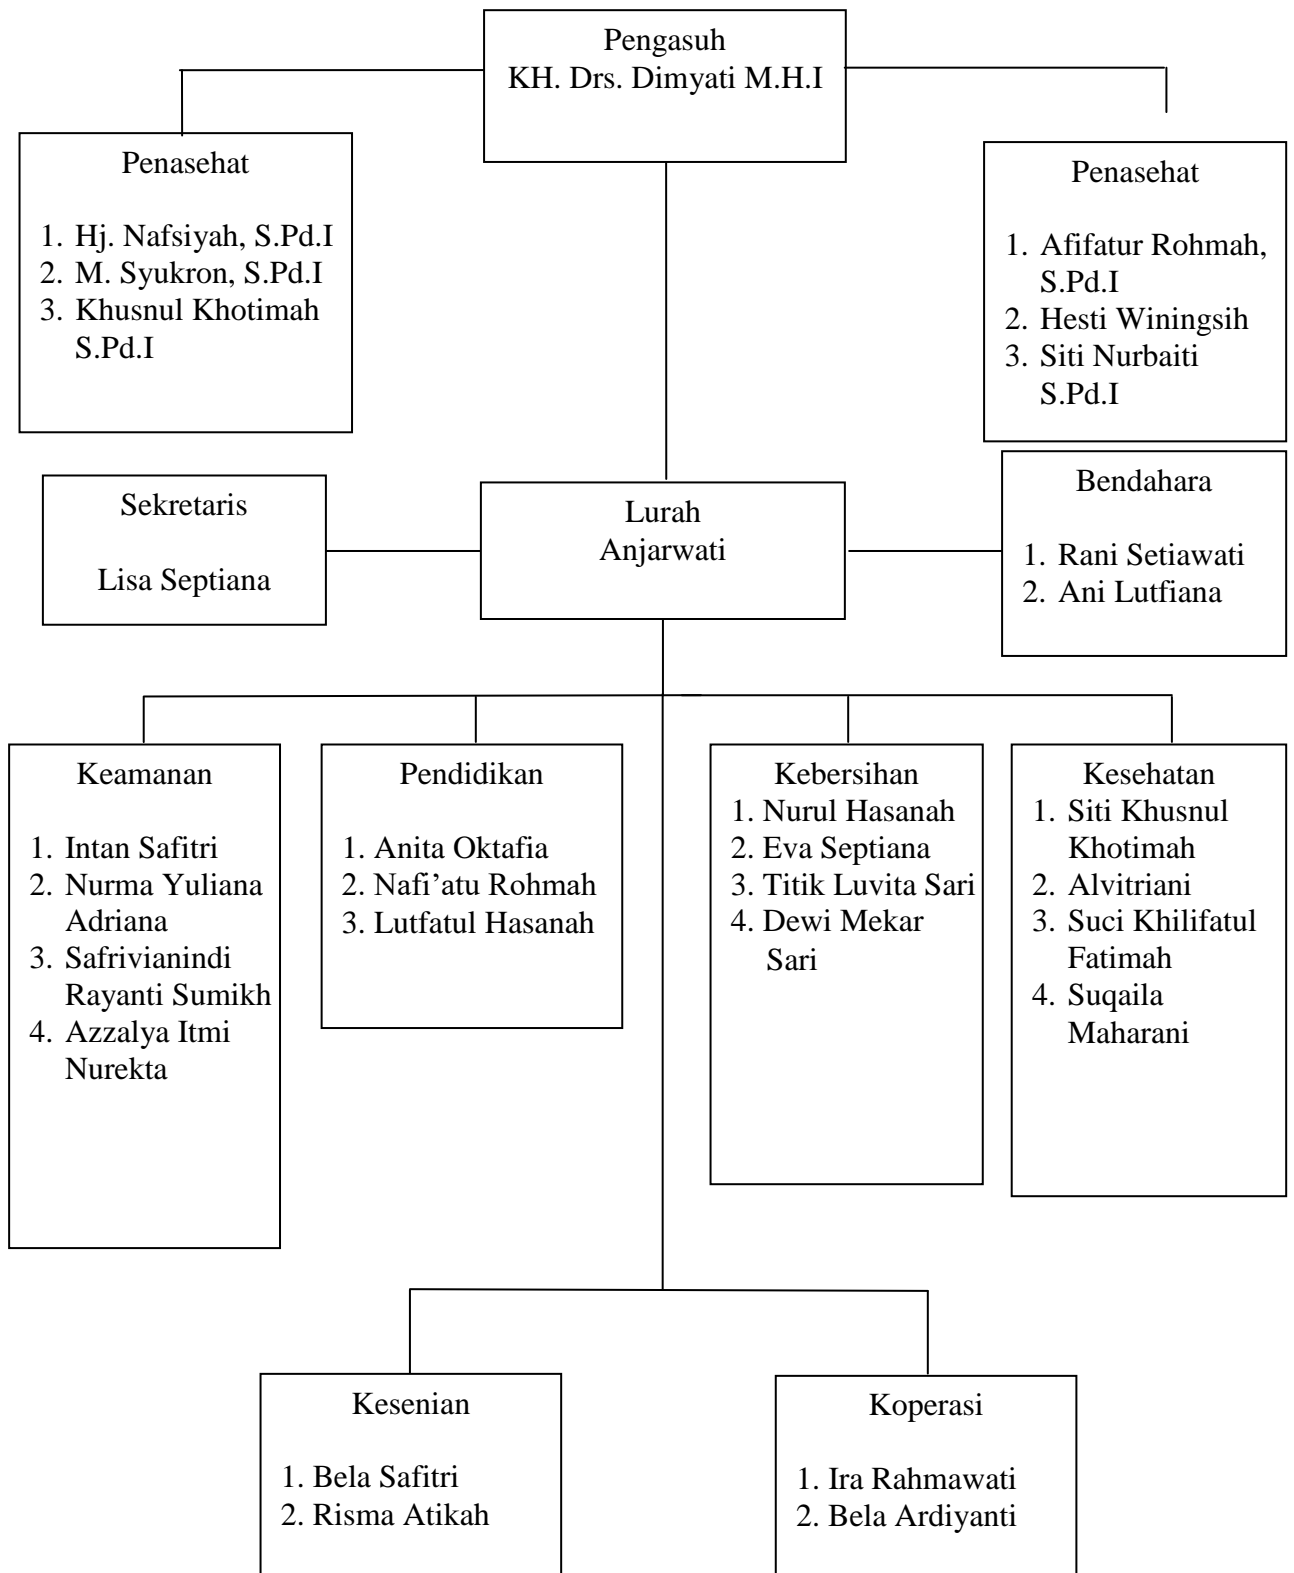 Pengasuh
KH. Drs. Dimyati M.H.I
Penasehat
1. Hj. Nafsiyah, S.Pd.I
2. M. Syukron, S.Pd.I
3. Khusnul Khotimah
S.Pd.I
Penasehat
1. Afifatur Rohmah,
S.Pd.I
2. Hesti Winingsih
3. Siti Nurbaiti
S.Pd.I
Sekretaris
Lisa Septiana
Lurah
Anjarwati
Bendahara
1. Rani Setiawati
2. Ani Lutfiana
Keamanan
1. Intan Safitri
2. Nurma Yuliana
Adriana
3. Safrivianindi
Rayanti Sumikh
4. Azzalya Itmi
Nurekta
Pendidikan
1. Anita Oktafia
2. Nafi’atu Rohmah
3. Lutfatul Hasanah
Kebersihan
1. Nurul Hasanah
2. Eva Septiana
3. Titik Luvita Sari
4. Dewi Mekar
Sari
Kesehatan
1. Siti Khusnul
Khotimah
2. Alvitriani
3. Suci Khilifatul
Fatimah
4. Suqaila
Maharani
Kesenian
1. Bela Safitri
2. Risma Atikah
Koperasi
1. Ira Rahmawati
2. Bela Ardiyanti